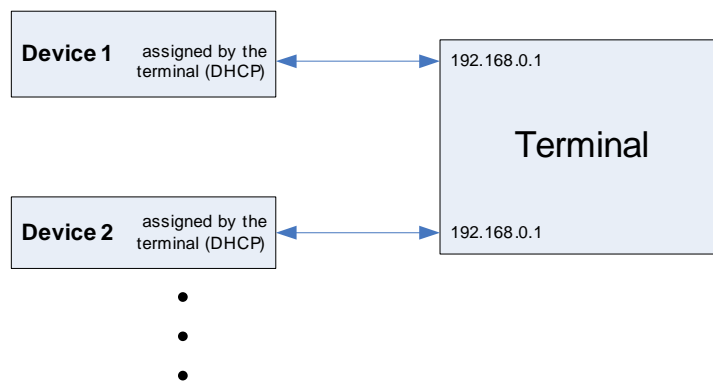 Device 1
assigned by the
terminal (DHCP)
192.168.0.1
Terminal
Device 2
assigned by the
terminal (DHCP)
192.168.0.1